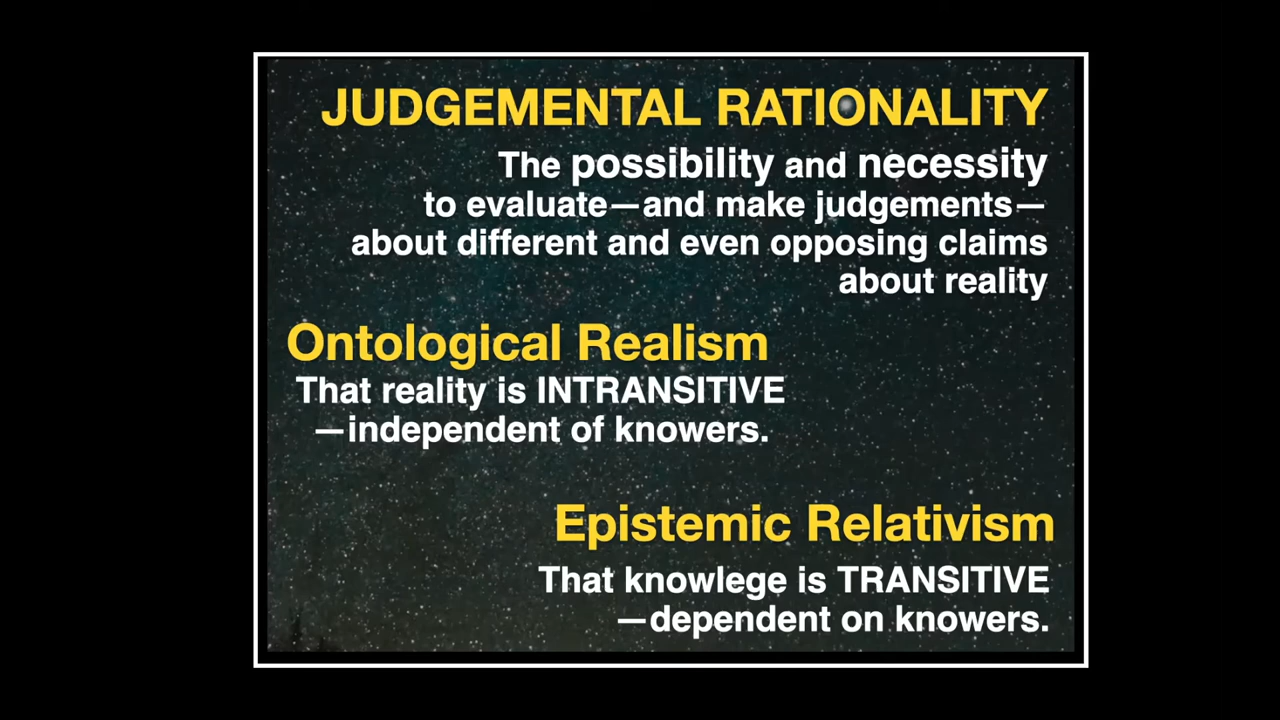 JUDGEMENTAL RATIONALITY
The possibility and necessity
to evaluate—and make judgements—
about different and even opposing claims
about reality
Ontological Realism
That reality is INTRANSITIVE
—independent of knowers.
Epistemic Relativism
That knowlege is TRANSITIVE
—dependent on knowers.